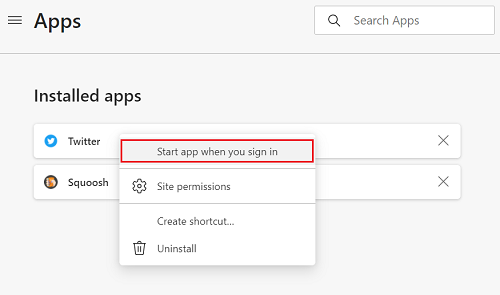 Apps
Search Apps
Installed apps
Twitter
Start app when you sign in
Squoosh
Site permissions
Create shortcut...
Uninstall